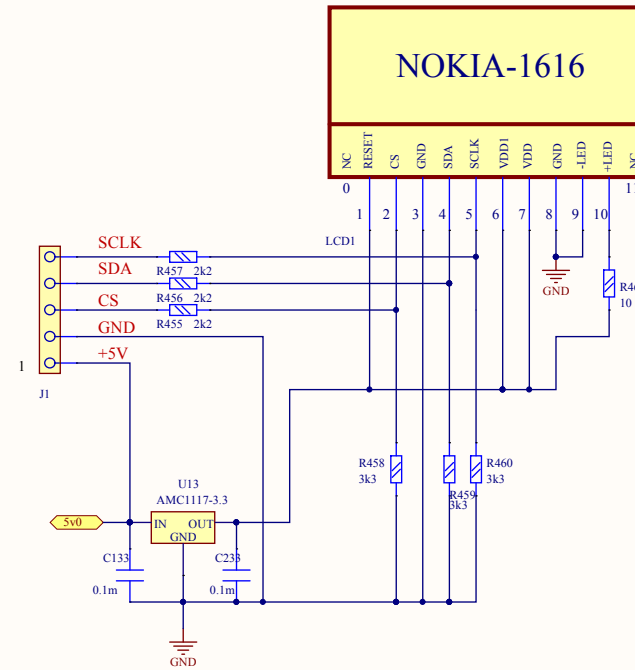 NOKIA-1616
NC
RESET
CS
GND
SDA
SCLK
VDD1
VDD
GND
-LED
+LED
NC
0
1
2
3
4
5
6
7
8
9
10
LCD1
SCLK
R457 2k2
SDA
R456 2k2
CS
R455 2k2
GND
+5V
1
J1
GND
10
R458
3k3
R459
3k3
R460
3k3
U13
AMC1117-3.3
5v0
IN OUT
GND
C133
0.1m
C233
0.1m
GND